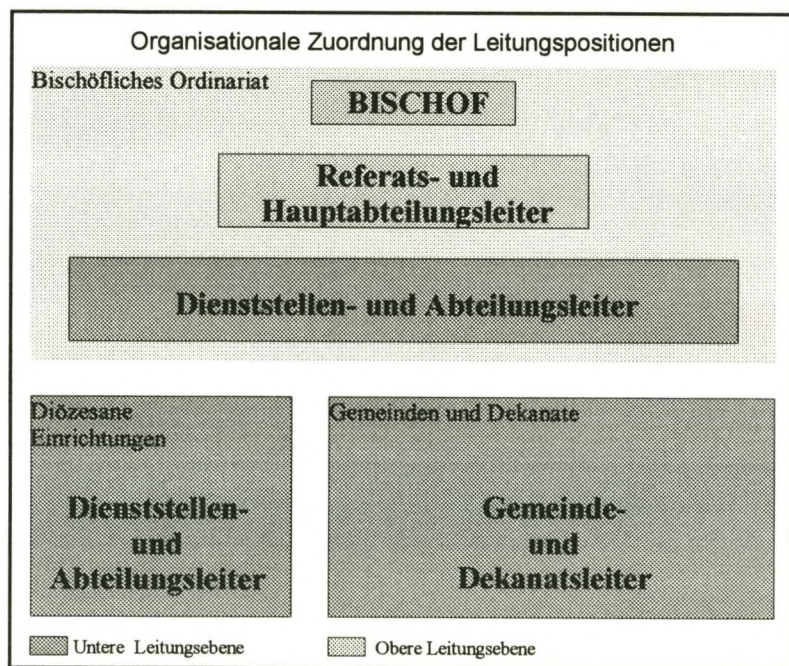 Organisationale Zuordnung der Leitungspositionen
Bischöfliches Ordinariat
BISCHOF
Referats- und
Hauptabteilungsleiter
Dienststellen- und Abteilungsleiter
Diözesane
Einrichtungen
Dienststellen-
und
Abteilungsleiter
Gemeinden und Dekanate
Gemeinde-
und
Dekanatsleiter
Untere Leitungsebene
Obere Leitungsebene